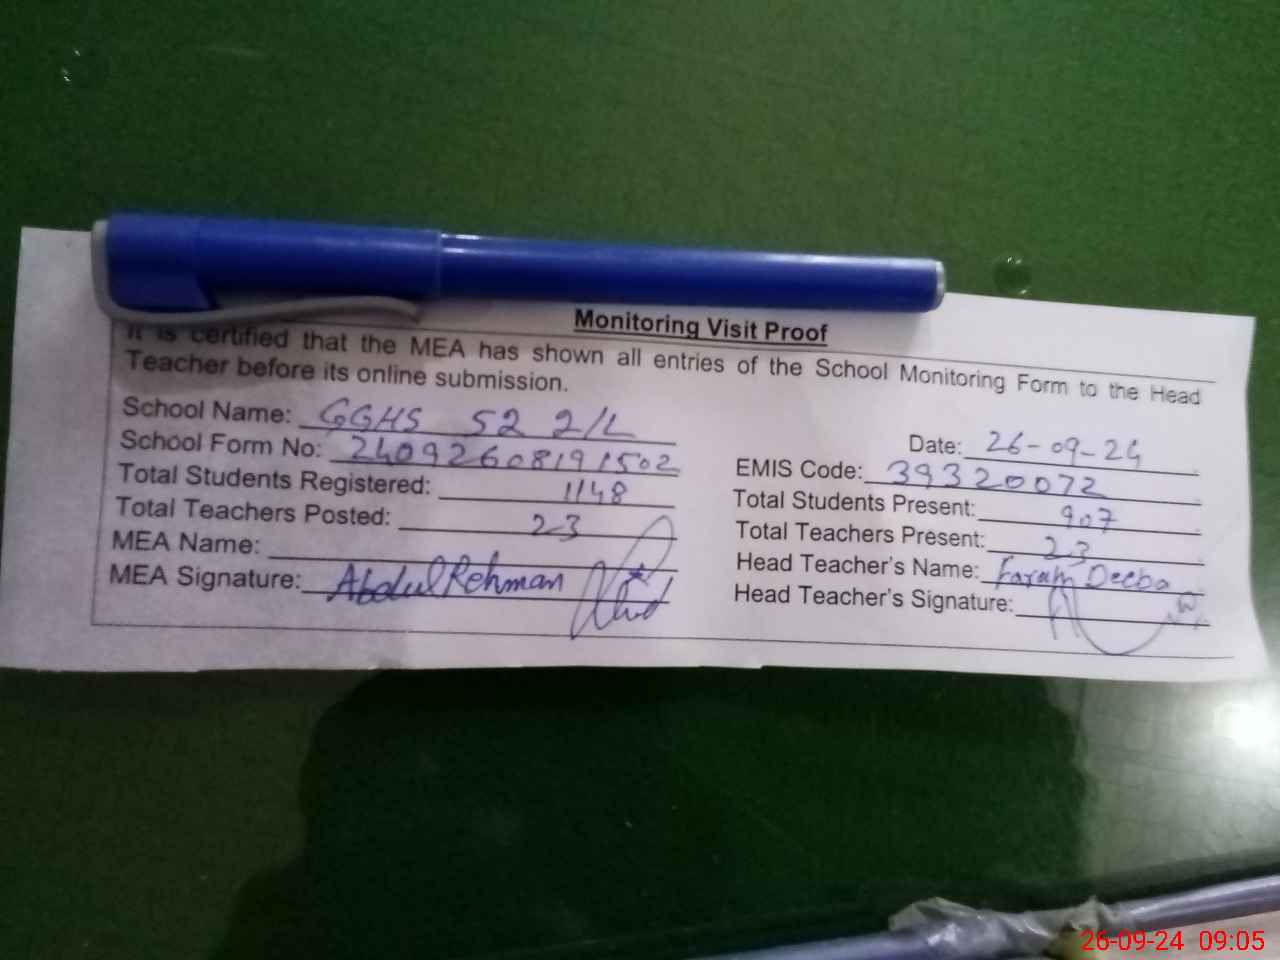 Monitoring Visit Proof
It is certified that the MEA has shown all entries of the School Monitoring Form to the Head
Teacher before its online submission.
School Name: GGHS 52 2/L
Date: 26-09-24
School Form No: 24092608191502
EMIS Code: 39320072
Total Students Registered: 1148
Total Students Present: 907
Total Teachers Posted: 23
Total Teachers Present: 23
MEA Name:
Head Teacher's Name: Deeba
MEA Signature: Abdul Rehman
Head Teacher's Signature:
26-09-24 09:05